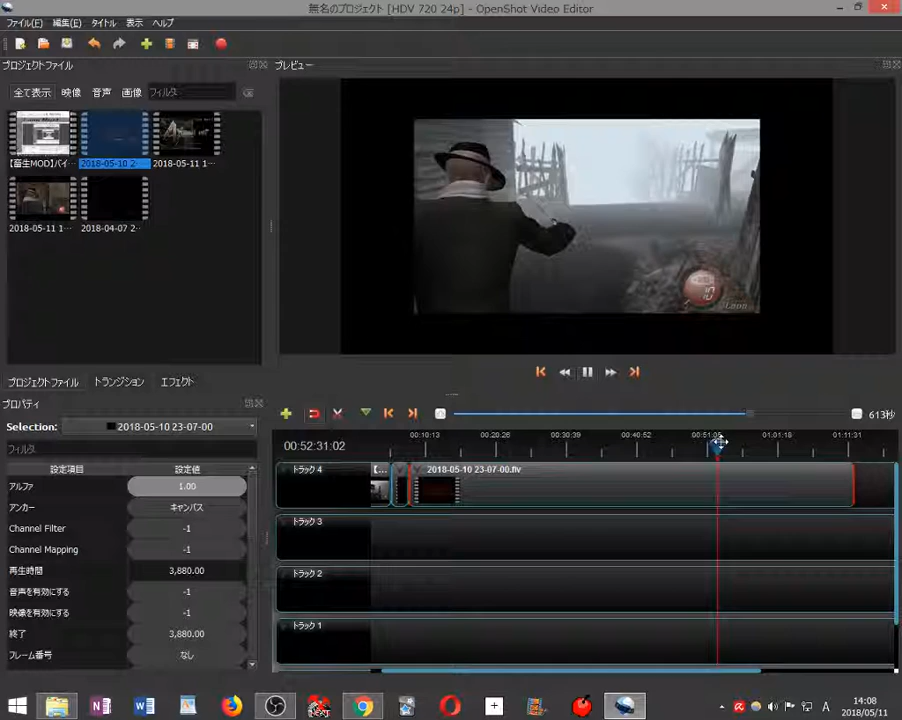 無名のプロジェクト [HDV 720 24p] - OpenShot Video Editor
ファイル(F) 編集(E) タイトル 表示 ヘルプ
プロジェクトファイル
プレビュー
全て表示 映像 音声 画像 フィルタ
【畜生MOD】バイ... 2018-05-10 2... 2018-05-11 1...
2018-05-11 1... 2018-04-07 2...
プロジェクトファイル トランジション エフェクト
プロパティ
Selection: 2018-05-10 23-07-00
フィルタ
設定項目 設定値
アルファ 1.00
アンカー キャンバス
Channel Filter -1
Channel Mapping -1
再生時間 3,880.00
音声を有効にする -1
映像を有効にする -1
終了 3,880.00
フレーム番号 なし
613秒
00:52:31:02
00:10:13 00:20:26 00:30:39 00:40:52 00:51:05 01:01:18 01:11:31
トラック 4
【...
2018-05-10 23-07-00.flv
トラック 3
トラック 2
トラック 1
A
14:08
2018/05/11